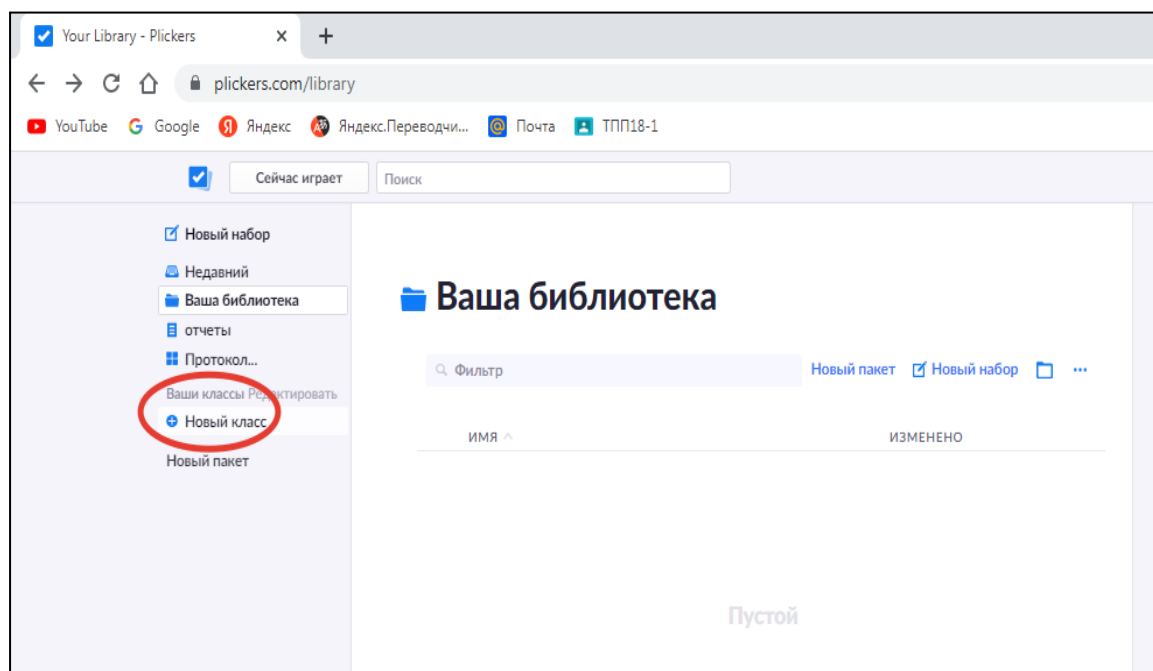 Your Library - Plickers
plickers.com/library
YouTube Google Яндекс Яндекс.Переводчи... Почта ТПП18-1
Сейчас играет Поиск
Новый набор
Недавний
Ваша библиотека
отчеты
Протокол...
Ваши классы Редактировать
Новый класс
Новый пакет
Ваша библиотека
Фильтр Новый пакет Новый набор ...
ИМЯ ИЗМЕНЕНО
Пустой